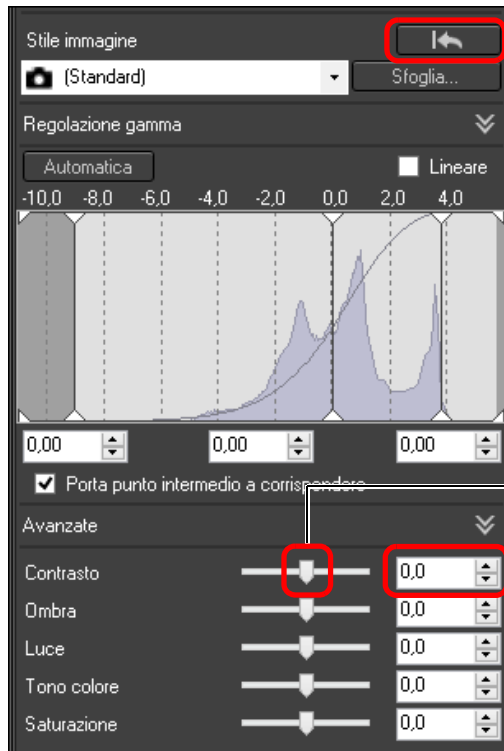 Stile immagine
(Standard)
Sfoglia...
Regolazione gamma
Automatica
Lineare
-10,0 -8,0 -6,0 -4,0 -2,0 0,0 2,0 4,0
0,00 0,00 0,00
Porta punto intermedio a corrispondere
Avanzate
Contrasto 0,0
Ombra 0,0
Luce 0,0
Tono colore 0,0
Saturazione 0,0